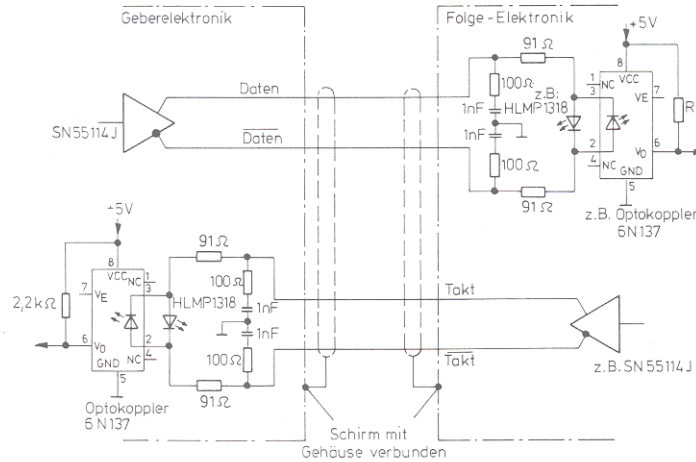 Geberelektronik
Folge-Elektronik
+5V
91Ω
8
VCC
1
NC
3
7
VE
100Ω
z.B:
Daten
1nF
HLMP1318
R
SN55114J
1nF
Daten
2
VO
6
4
NC
GND
100Ω
5
91Ω
z.B. Optokoppler
6N137
+5V
91Ω
8
VCC
NC
1
3
100Ω
7
VE
HLMP1318
Takt
2,2kΩ
1nF
1nF
6
VO
2
GND
NC
4
100Ω
Takt
5
z.B.SN55114J
91Ω
Optokoppler
6N137
Schirm mit
Gehäuse verbunden